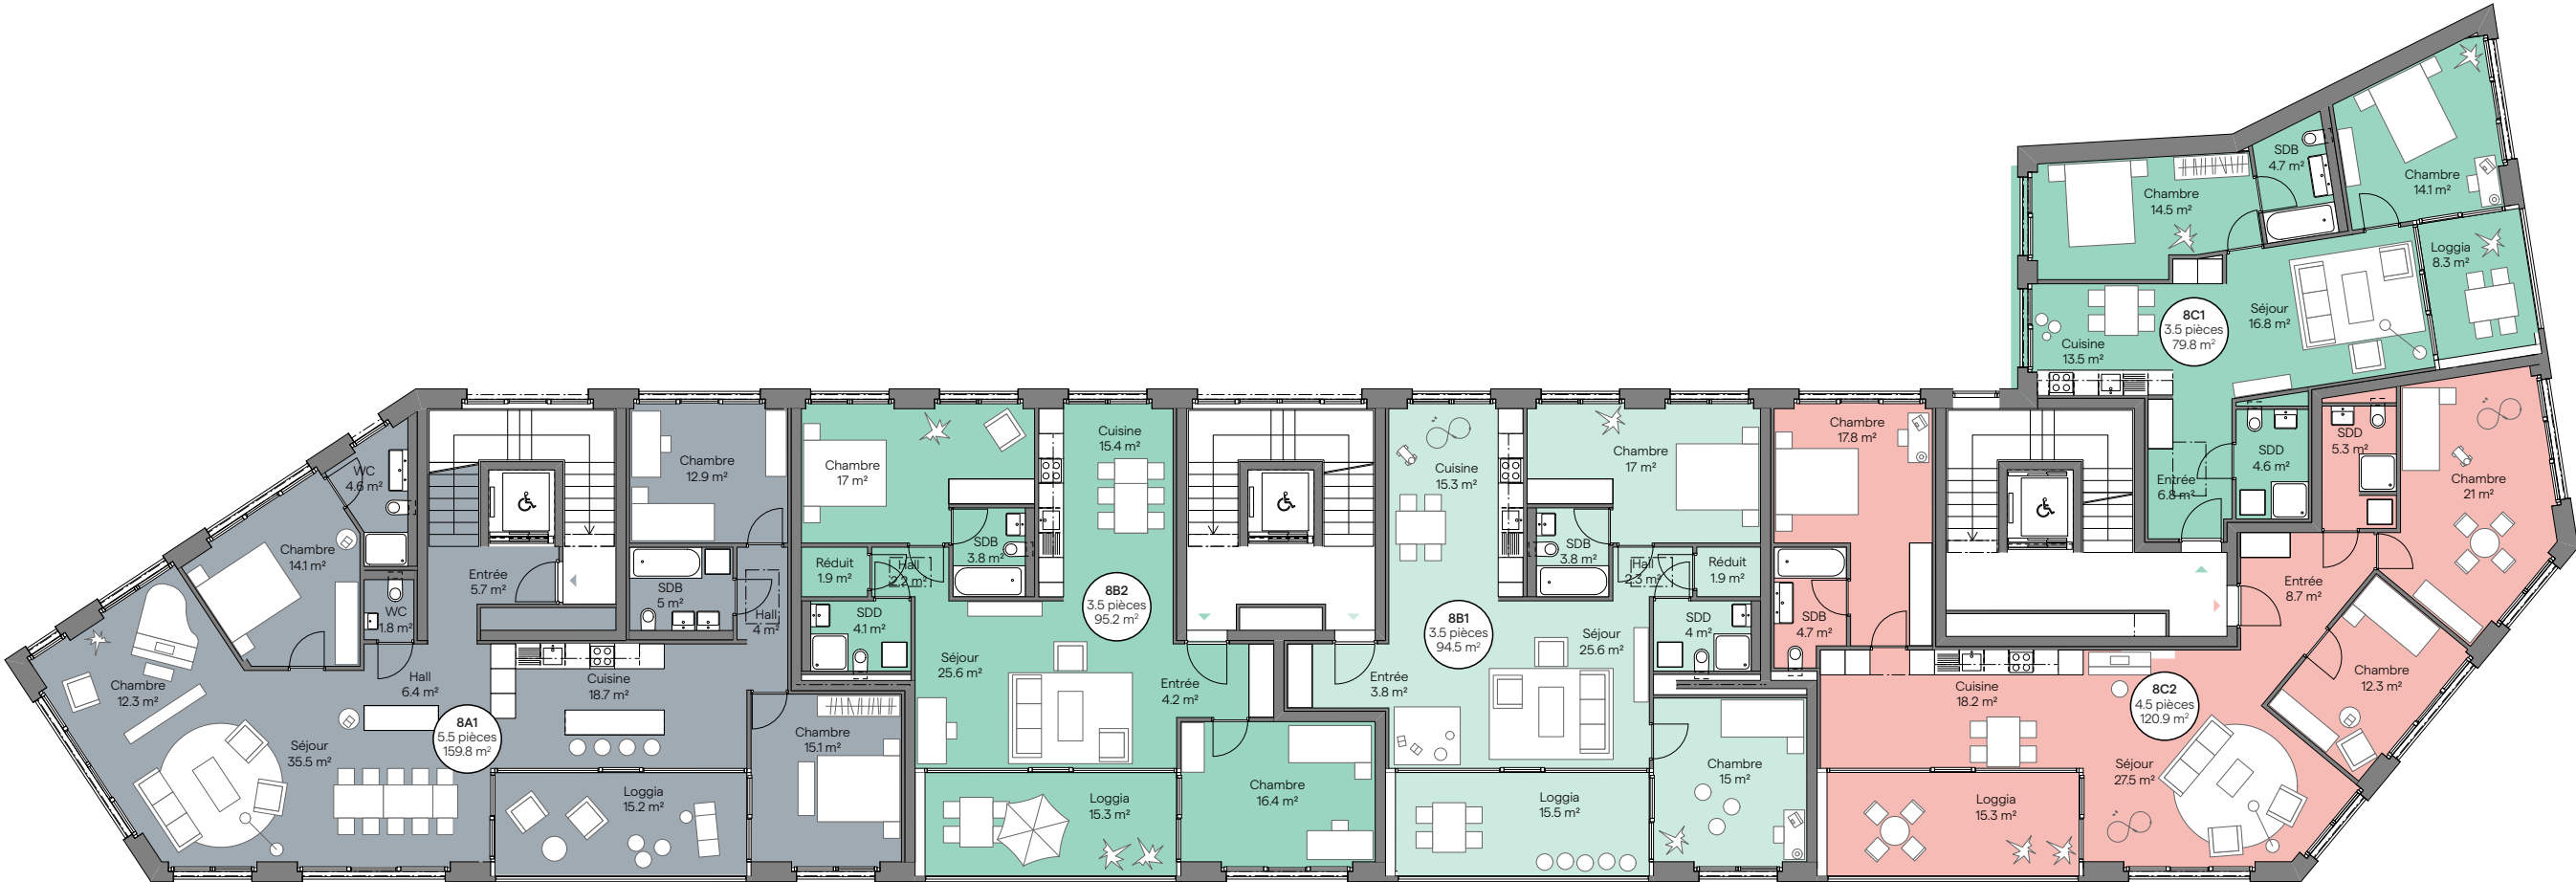 WC
4.6 m²
Chambre
14.1 m²
WC
1.8 m²
Entrée
5.7 m²
Chambre
12.9 m²
SDB
5 m²
Hall
4 m²
Chambre
12.3 m²
Hall
6.4 m²
Cuisine
18.7 m²
8A1
5.5 pièces
159.8 m²
Séjour
35.5 m²
Loggia
15.2 m²
Chambre
15.1 m²
Chambre
17 m²
Cuisine
15.4 m²
Réduit
1.9 m²
Hall
2.2 m²
SDB
3.8 m²
SDD
4.1 m²
8B2
3.5 pièces
95.2 m²
Séjour
25.6 m²
Entrée
4.2 m²
Loggia
15.3 m²
Chambre
16.4 m²
Cuisine
15.3 m²
Chambre
17 m²
SDB
3.8 m²
Hall
2.3 m²
Réduit
1.9 m²
8B1
3.5 pièces
94.5 m²
Séjour
25.6 m²
SDD
4 m²
Entrée
3.8 m²
Loggia
15.5 m²
Chambre
15 m²
Chambre
17.8 m²
SDB
4.7 m²
Cuisine
18.2 m²
8C2
4.5 pièces
120.9 m²
Séjour
27.5 m²
Loggia
15.3 m²
Entrée
8.7 m²
Chambre
12.3 m²
SDD
5.3 m²
Chambre
21 m²
SDB
4.7 m²
Chambre
14.5 m²
Chambre
14.1 m²
Loggia
8.3 m²
Séjour
16.8 m²
8C1
3.5 pièces
79.8 m²
Cuisine
13.5 m²
SDD
4.6 m²
Entrée
6.8 m²